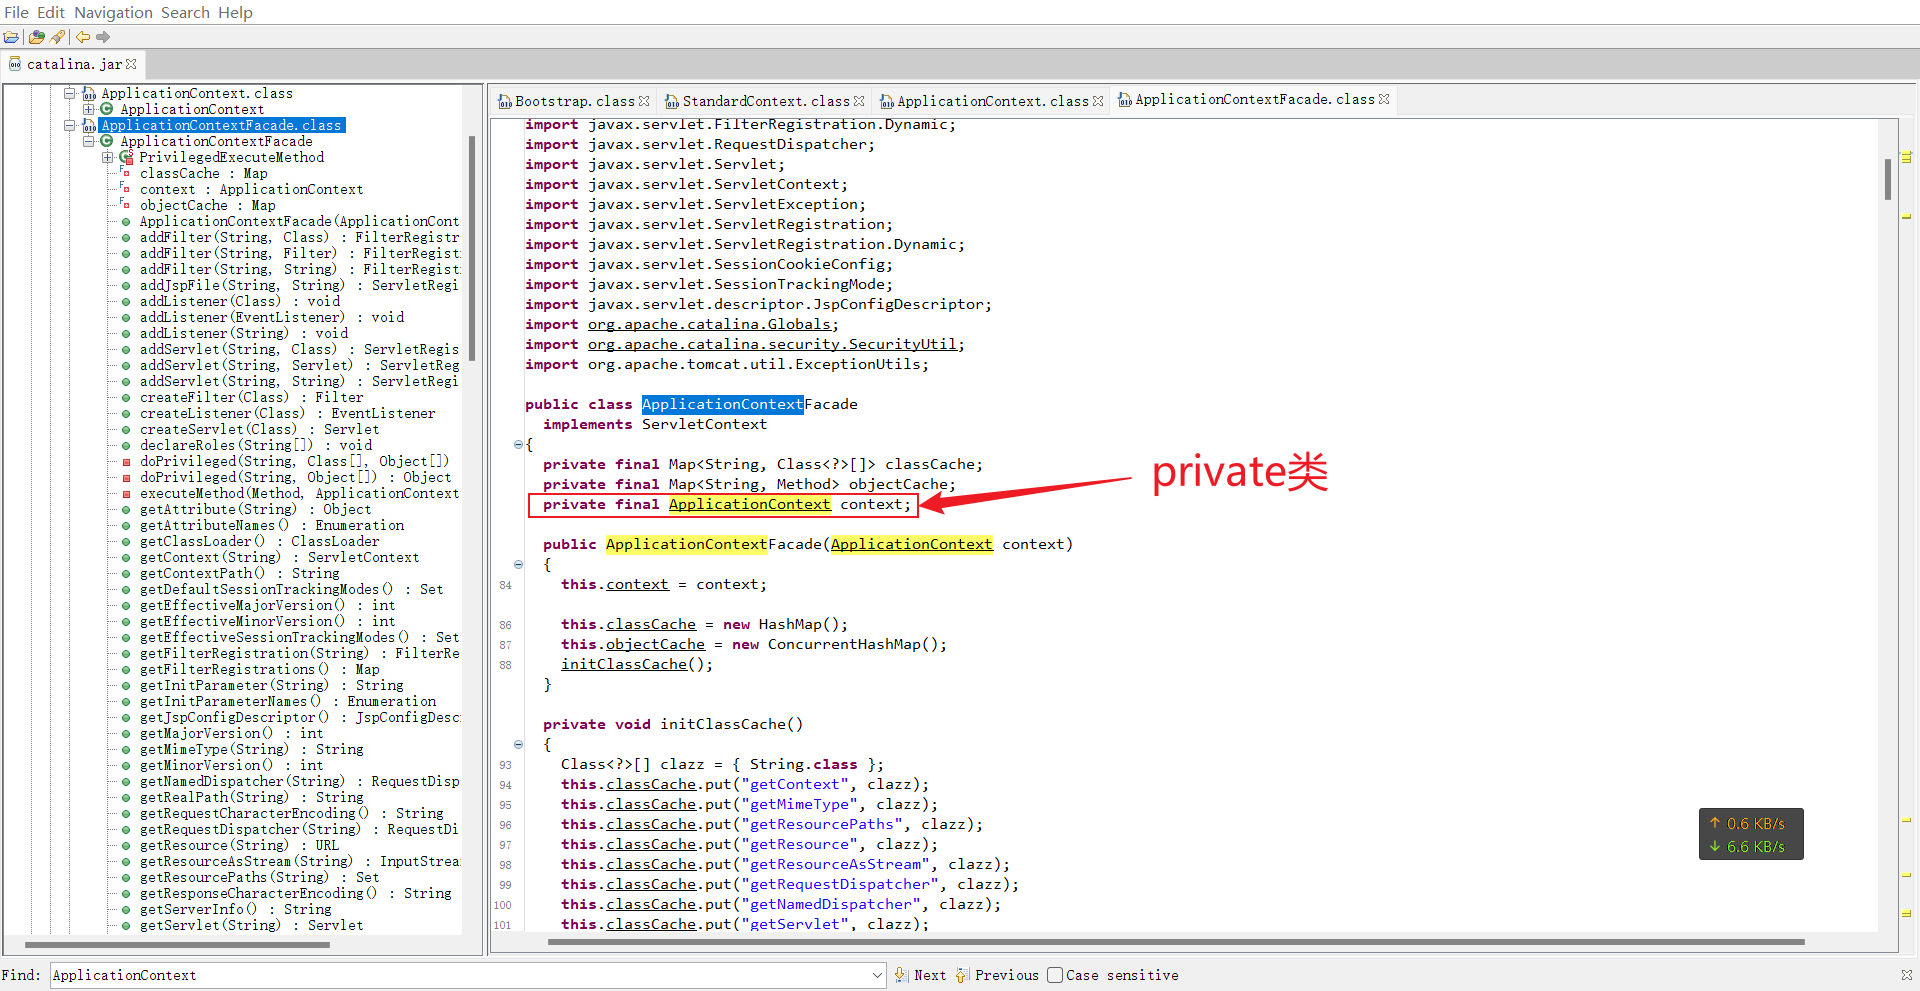 File Edit Navigation Search Help
catalina.jar
ApplicationContext.class
ApplicationContext
ApplicationContextFacade.class
ApplicationContextFacade
PrivilegedExecuteMethod
classCache : Map
context : ApplicationContext
objectCache : Map
ApplicationContextFacade(ApplicationCont
addFilter(String, Class) : FilterRegistr
addFilter(String, Filter) : FilterRegist
addFilter(String, String) : FilterRegist
addJspFile(String, String) : ServletRegi
addListener(Class) : void
addListener(EventListener) : void
addListener(String) : void
addServlet(String, Class) : ServletRegis
addServlet(String, Servlet) : ServletReg
addServlet(String, String) : ServletRegi
createFilter(Class) : Filter
createListener(Class) : EventListener
createServlet(Class) : Servlet
declareRoles(String[]) : void
doPrivileged(String, Class[], Object[])
doPrivileged(String, Object[]) : Object
executeMethod(Method, ApplicationContext
getAttribute(String) : Object
getAttributeNames() : Enumeration
getClassLoader() : ClassLoader
getContext(String) : ServletContext
getContextPath() : String
getDefaultSessionTrackingModes() : Set
getEffectiveMajorVersion() : int
getEffectiveMinorVersion() : int
getEffectiveSessionTrackingModes() : Set
getFilterRegistration(String) : FilterRe
getFilterRegistrations() : Map
getInitParameter(String) : String
getInitParameterNames() : Enumeration
getJspConfigDescriptor() : JspConfigDesc
getMajorVersion() : int
getMimeType(String) : String
getMinorVersion() : int
getNamedDispatcher(String) : RequestDisp
getRealPath(String) : String
getRequestCharacterEncoding() : String
getRequestDispatcher(String) : RequestDi
getResource(String) : URL
getResourceAsStream(String) : InputStrea
getResourcePaths(String) : Set
getResponseCharacterEncoding() : String
getServerInfo() : String
getServlet(String) : Servlet
Bootstrap.class StandardContext.class ApplicationContext.class ApplicationContextFacade.class
import javax.servlet.FilterRegistration.Dynamic;
import javax.servlet.RequestDispatcher;
import javax.servlet.Servlet;
import javax.servlet.ServletContext;
import javax.servlet.ServletException;
import javax.servlet.ServletRegistration;
import javax.servlet.ServletRegistration.Dynamic;
import javax.servlet.SessionCookieConfig;
import javax.servlet.SessionTrackingMode;
import javax.servlet.descriptor.JspConfigDescriptor;
import org.apache.catalina.Globals;
import org.apache.catalina.security.SecurityUtil;
import org.apache.tomcat.util.ExceptionUtils;
public class ApplicationContextFacade
implements ServletContext
{
private final Map<String, Class<?>[]> classCache;
private final Map<String, Method> objectCache;
private final ApplicationContext context;
private类
public ApplicationContextFacade(ApplicationContext context)
{
84 this.context = context;
86 this.classCache = new HashMap();
87 this.objectCache = new ConcurrentHashMap();
88 initClassCache();
}
private void initClassCache()
{
93 Class<?>[] clazz = { String.class };
94 this.classCache.put("getContext", clazz);
95 this.classCache.put("getMimeType", clazz);
96 this.classCache.put("getResourcePaths", clazz);
97 this.classCache.put("getResource", clazz);
98 this.classCache.put("getResourceAsStream", clazz);
99 this.classCache.put("getRequestDispatcher", clazz);
100 this.classCache.put("getNamedDispatcher", clazz);
101 this.classCache.put("getServlet", clazz);
↑ 0.6 KB/s
↓ 6.6 KB/s
Find: ApplicationContext Next Previous Case sensitive